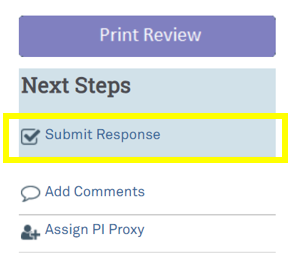 Print Review
Next Steps
Submit Response
Add Comments
Assign PI Proxy